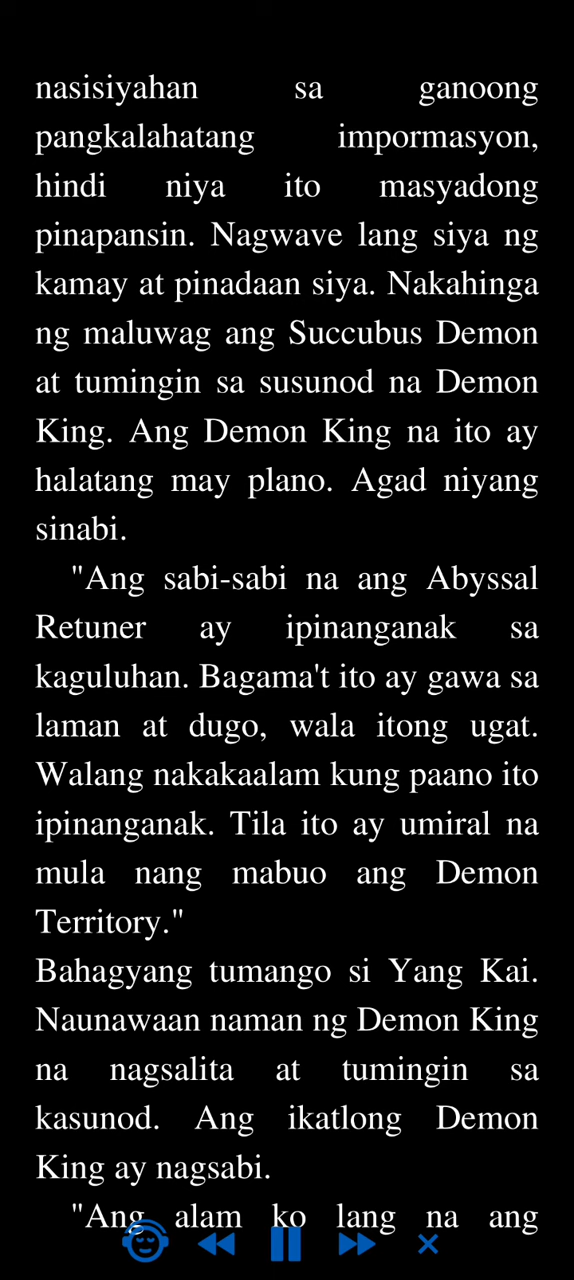 nasisiyahan sa ganoong
pangkalahatang impormasyon,
hindi niya ito masyadong
pinapansin. Nagwave lang siya ng
kamay at pinadaan siya. Nakahinga
ng maluwag ang Succubus Demon
at tumingin sa susunod na Demon
King. Ang Demon King na ito ay
halatang may plano. Agad niyang
sinabi.
"Ang sabi-sabi na ang Abyssal
Retuner ay ipinanganak sa
kaguluhan. Bagama't ito ay gawa sa
laman at dugo, wala itong ugat.
Walang nakakaalam kung paano ito
ipinanganak. Tila ito ay umiral na
mula nang mabuo ang Demon
Territory."
Bahagyang tumango si Yang Kai.
Naunawaan naman ng Demon King
na nagsalita at tumingin sa
kasunod. Ang ikatlong Demon
King ay nagsabi.
"Ang alam ko lang na ang